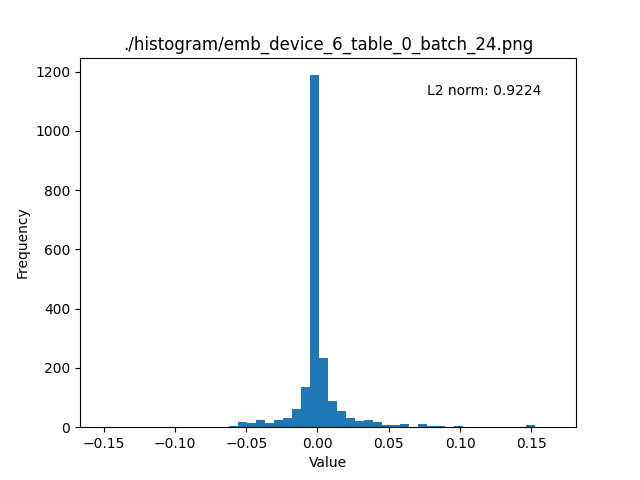 ./histogram/emb_device_6_table_0_batch_24.png
L2 norm: 0.9224
1200
1000
800
600
400
200
0
Frequency
−0.15 −0.10 −0.05 0.00 0.05 0.10 0.15
Value